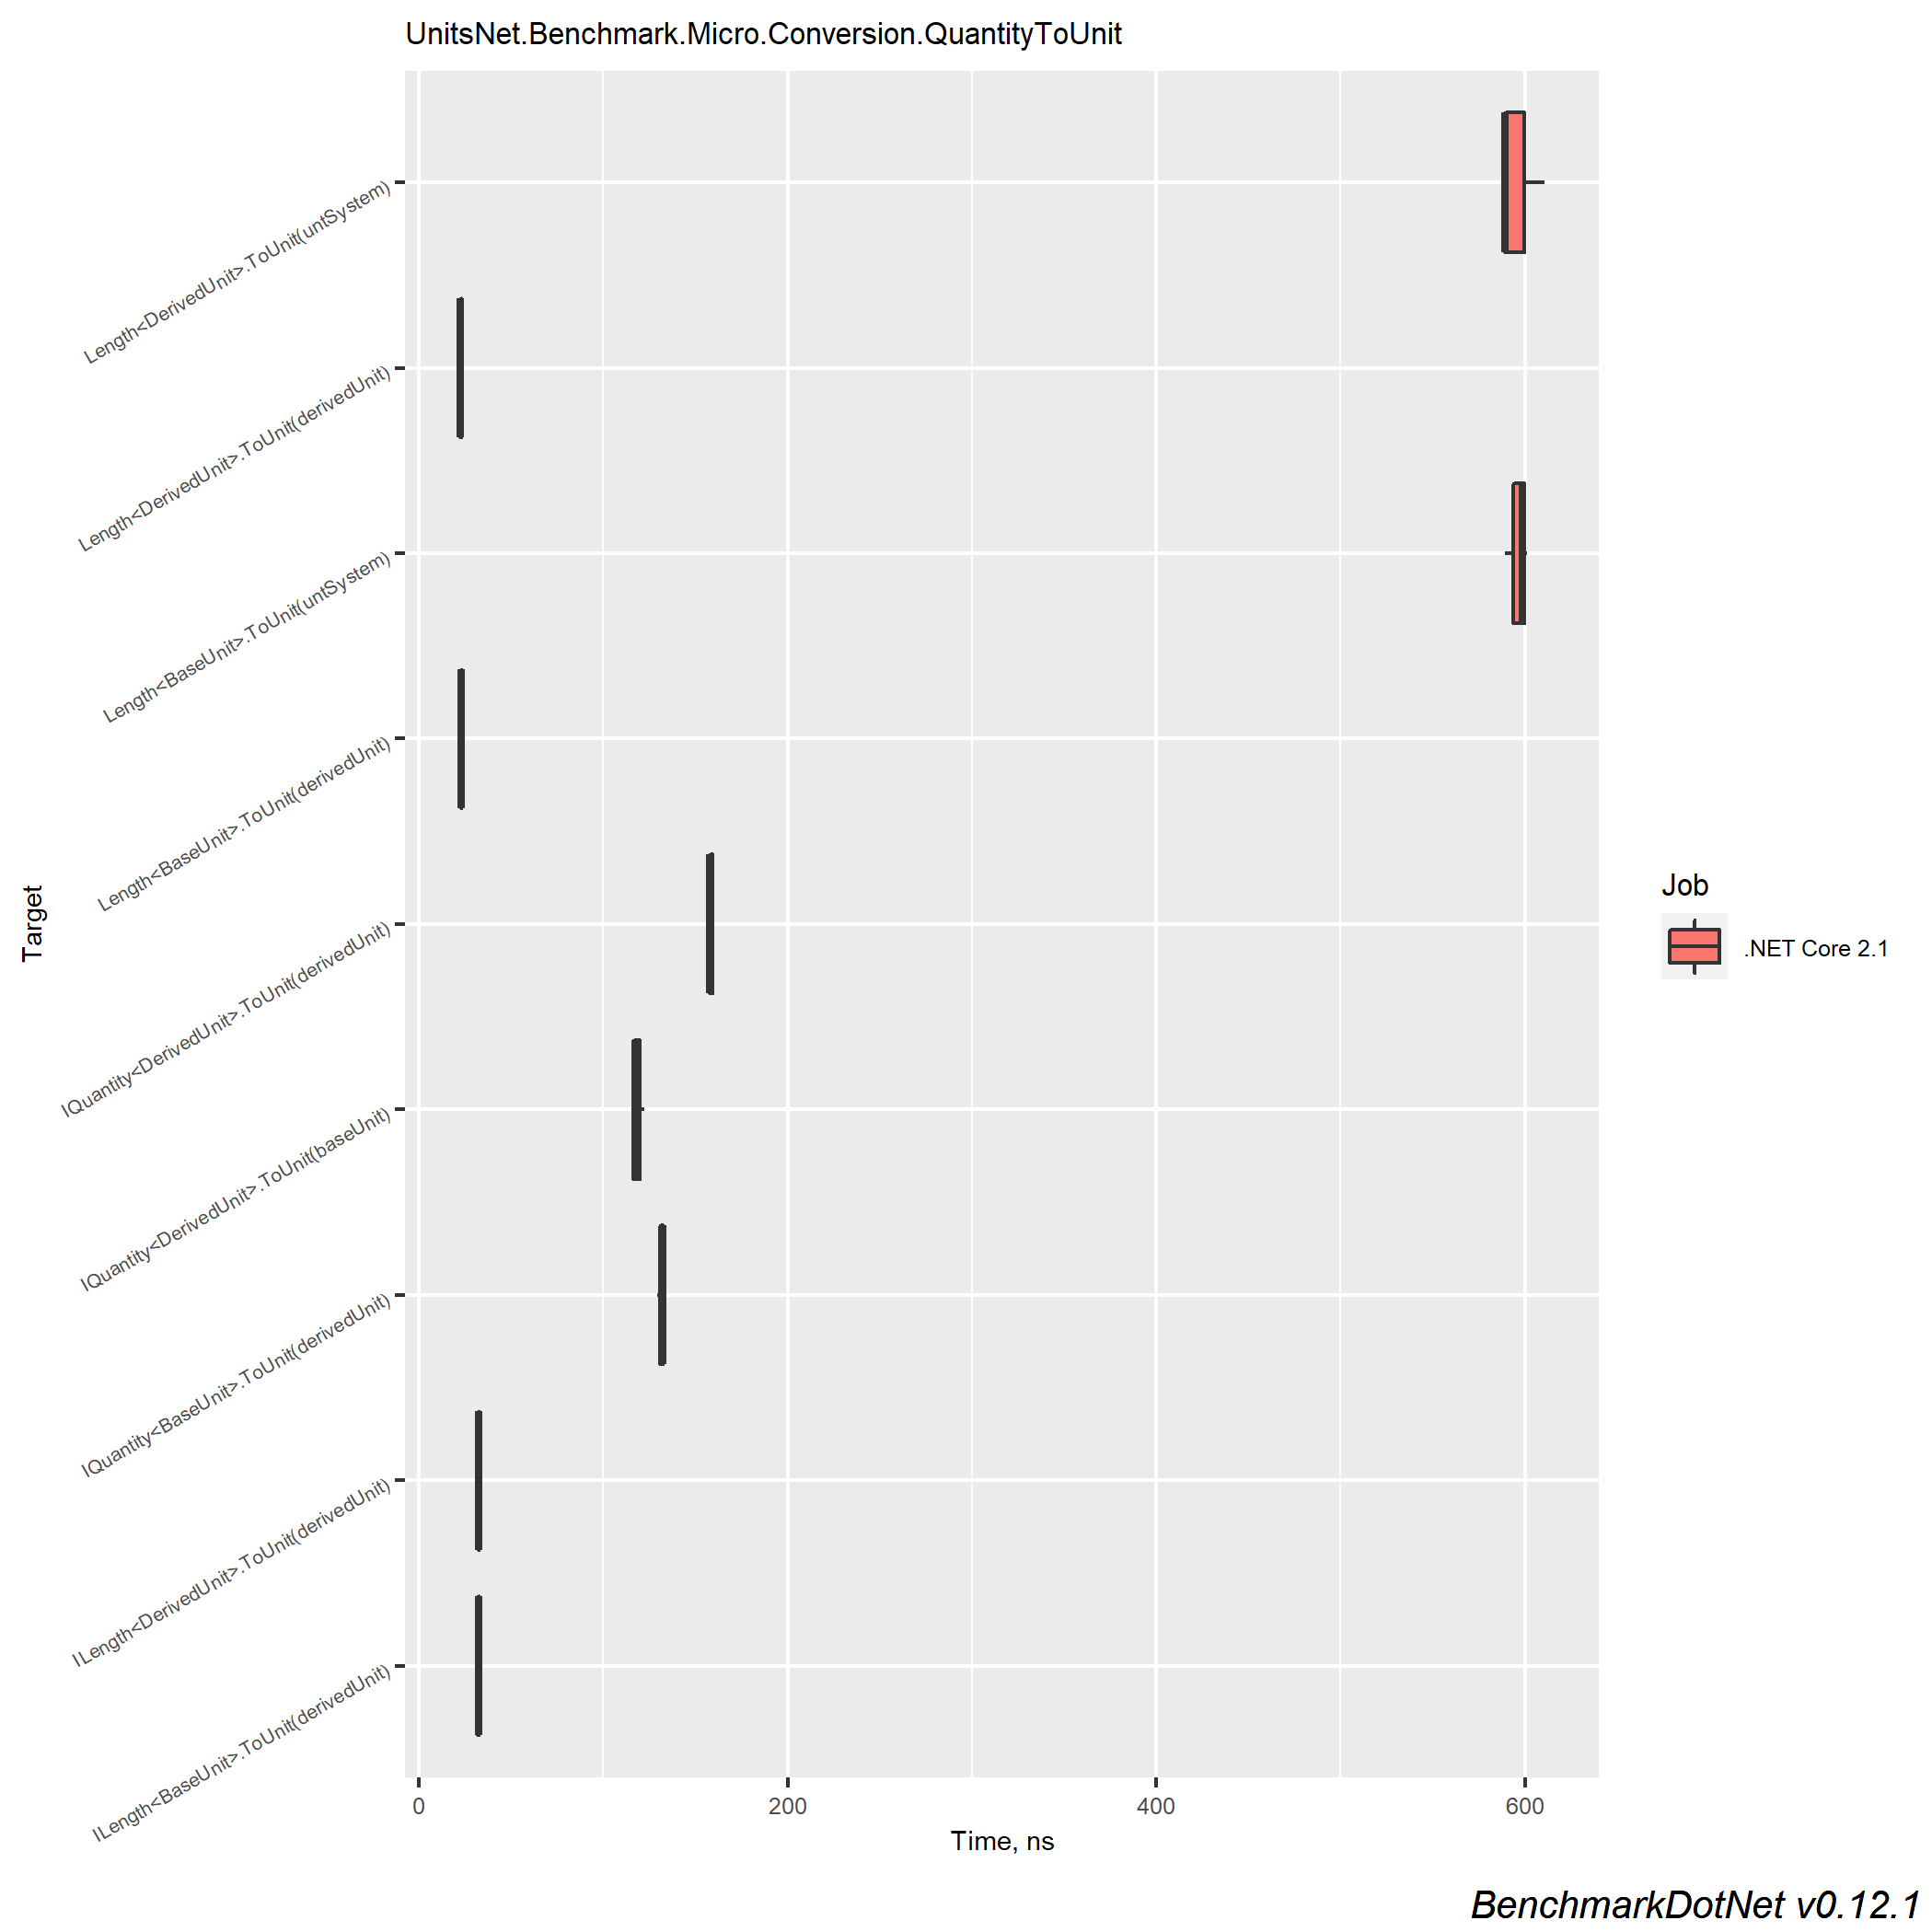 UnitsNet.Benchmark.Micro.Conversion.QuantityToUnit
Length<DerivedUnit>.ToUnit(untSystem)
Length<DerivedUnit>.ToUnit(derivedUnit)
Length<BaseUnit>.ToUnit(untSystem)
Length<BaseUnit>.ToUnit(derivedUnit)
IQuantity<DerivedUnit>.ToUnit(derivedUnit)
IQuantity<DerivedUnit>.ToUnit(baseUnit)
IQuantity<BaseUnit>.ToUnit(derivedUnit)
ILength<DerivedUnit>.ToUnit(derivedUnit)
ILength<BaseUnit>.ToUnit(derivedUnit)
Target
0 200 400 600
Time, ns
Job
.NET Core 2.1
BenchmarkDotNet v0.12.1